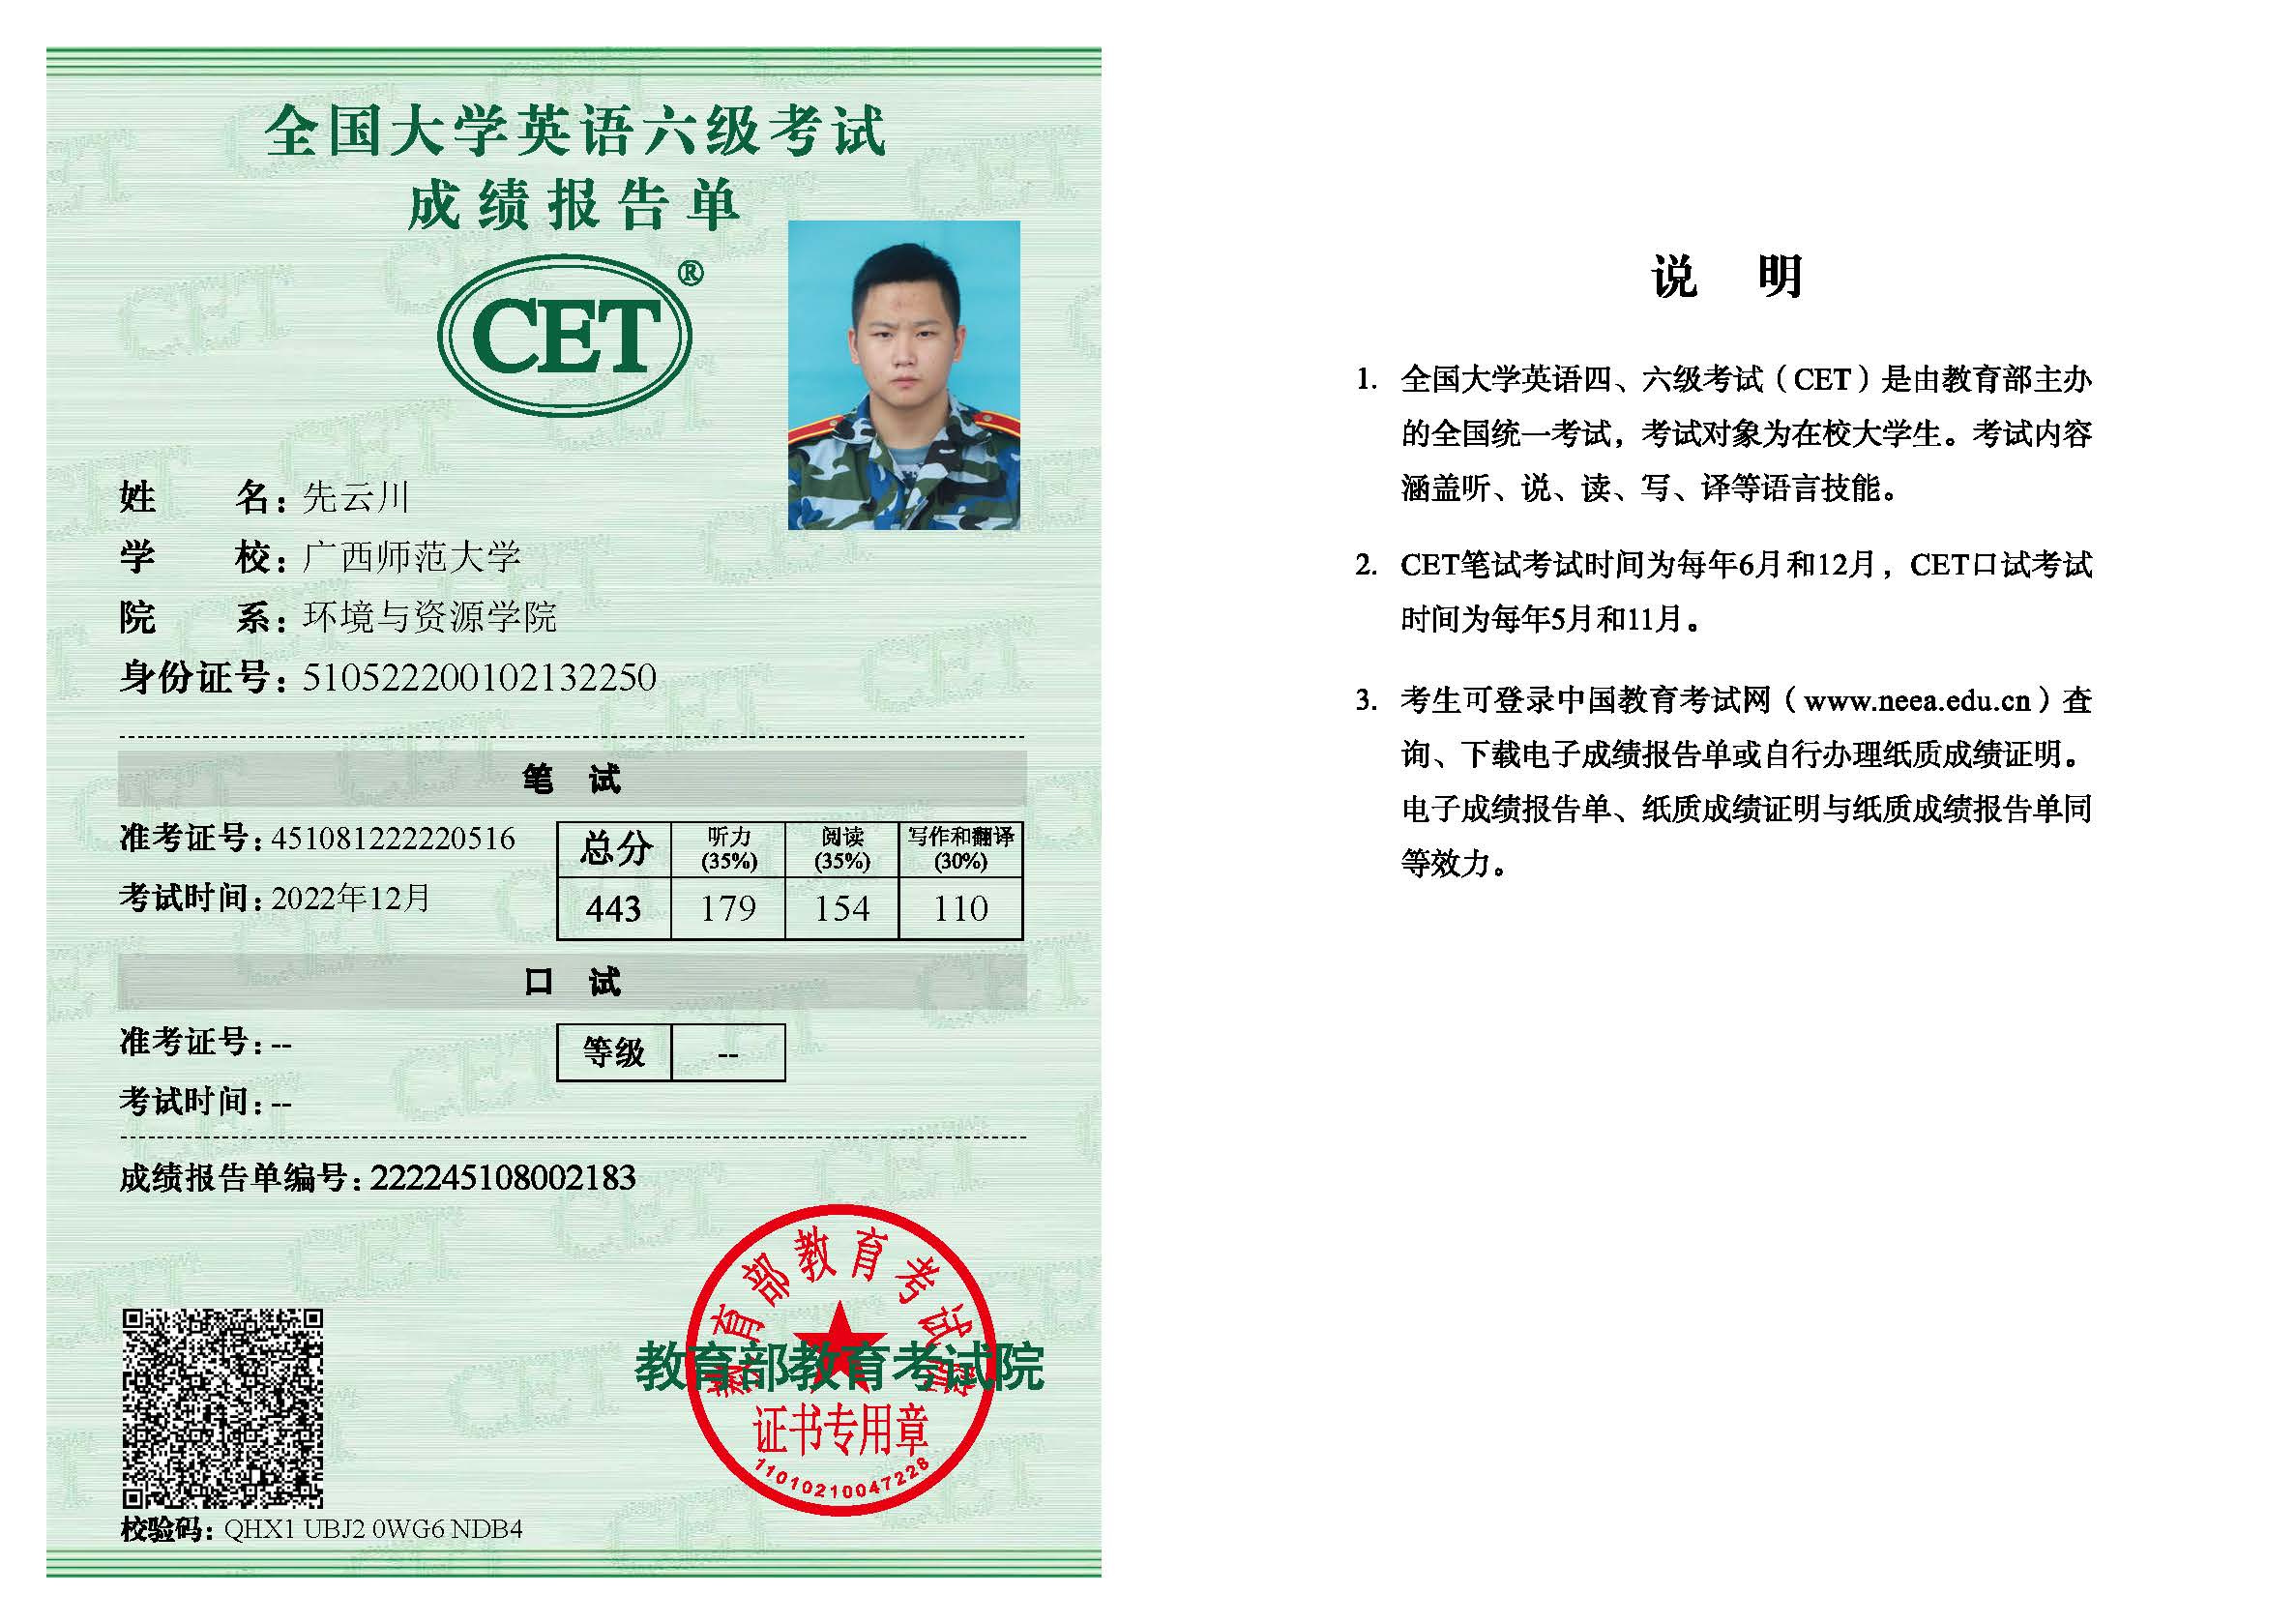 全国大学英语六级考试
成绩报告单
CET®
姓名：先云川
学校：广西师范大学
院系：环境与资源学院
身份证号：510522200102132250
笔 试
准考证号：451081222220516
考试时间：2022年12月
总分 听力(35%) 阅读(35%) 写作和翻译(30%)
443 179 154 110
口 试
准考证号：--
考试时间：--
等级 --
成绩报告单编号：222245108002183
教育部教育考试院
教育部教育考试院
证书专用章
11010210047228
校验码：QHX1 UBJ2 0WG6 NDB4
说 明
1. 全国大学英语四、六级考试（CET）是由教育部主办
的全国统一考试，考试对象为在校大学生。考试内容
涵盖听、说、读、写、译等语言技能。
2. CET笔试考试时间为每年6月和12月，CET口试考试
时间为每年5月和11月。
3. 考生可登录中国教育考试网（www.neea.edu.cn）查
询、下载电子成绩报告单或自行办理纸质成绩证明。
电子成绩报告单、纸质成绩证明与纸质成绩报告单同
等效力。